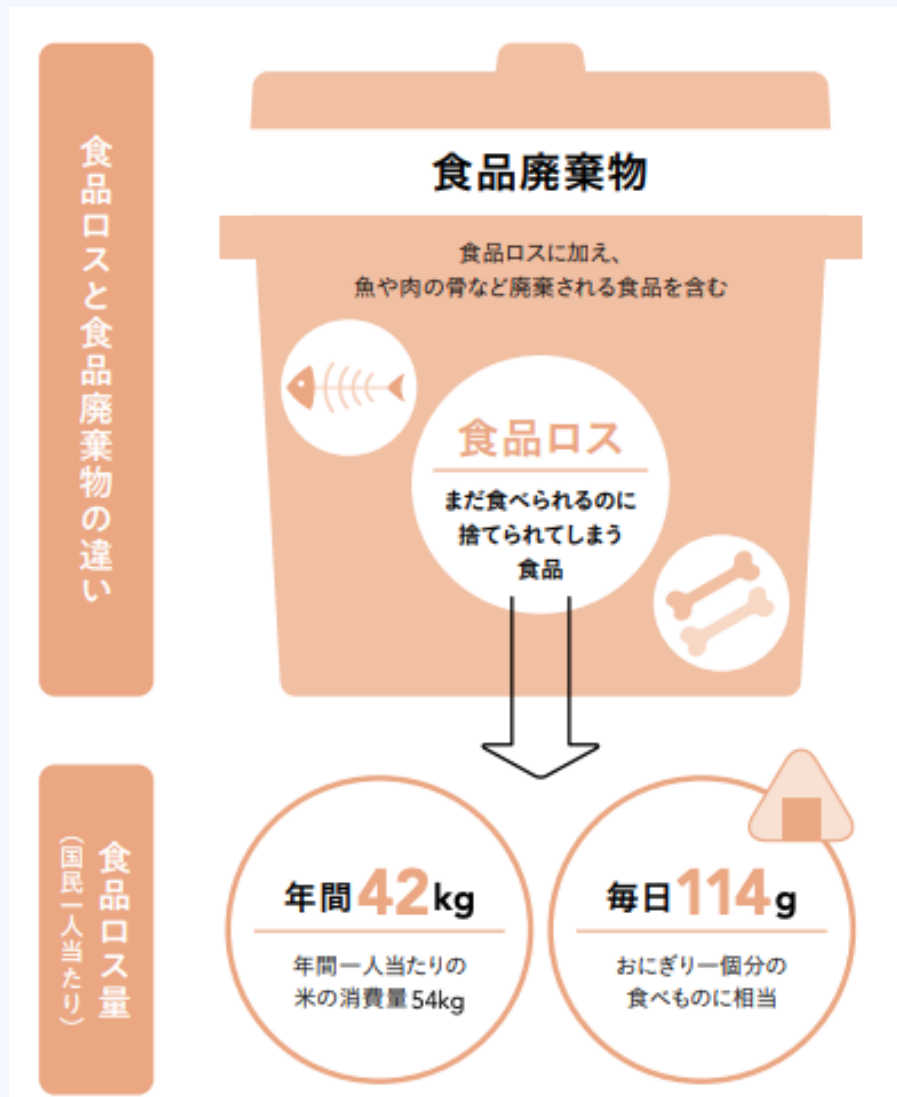 食品ロスと食品廃棄物の違い
食品廃棄物
食品ロスに加え、
魚や肉の骨など廃棄される食品を含む
食品ロス
まだ食べられるのに
捨てられてしまう
食品
食品ロス量
(国民一人当たり)
年間42kg
年間一人当たりの
米の消費量54kg
毎日114g
おにぎり一個分の
食べものに相当